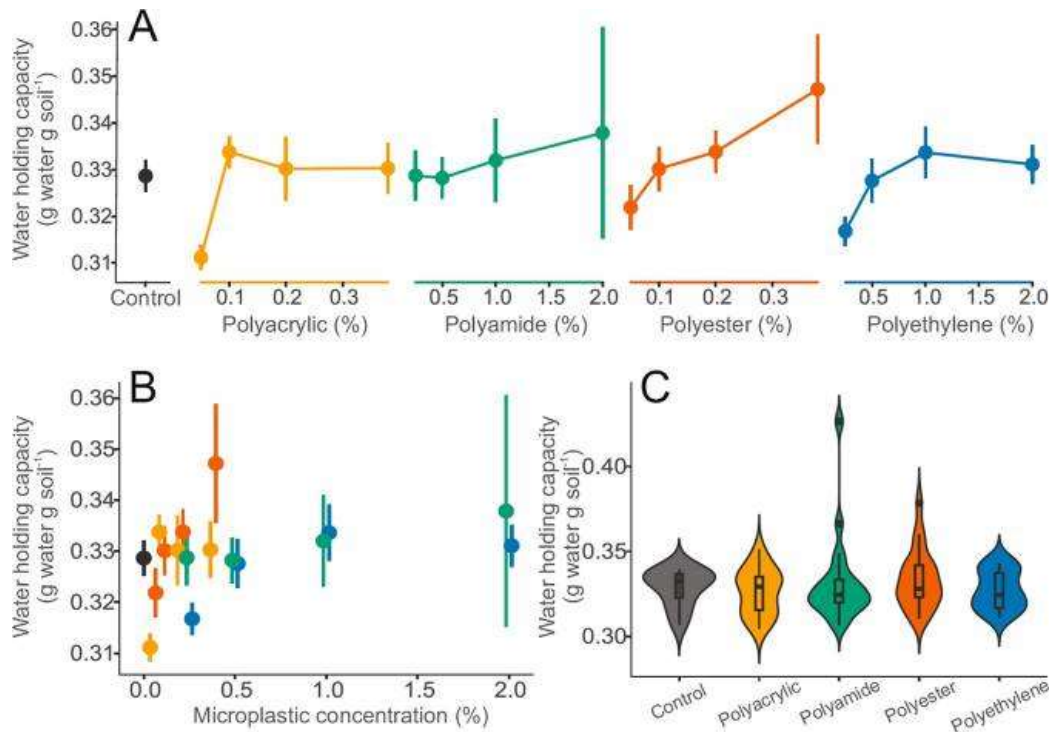 A
Water holding capacity
(g water g soil⁻¹)
0.36
0.35
0.34
0.33
0.32
0.31
Control
0.1 0.2 0.3
Polyacrylic (%)
0.5 1.0 2.0
Polyamide (%)
0.1 0.2 0.3
Polyester (%)
0.5 1.0 2.0
Polyethylene (%)
B
Water holding capacity
(g water g soil⁻¹)
0.36
0.35
0.34
0.33
0.32
0.31
0.0 0.5 1.0 1.5 2.0
Microplastic concentration (%)
C
Water holding capacity
(g water g soil⁻¹)
0.40
0.35
0.30
Control
Polyacrylic
Polyamide
Polyester
Polyethylene